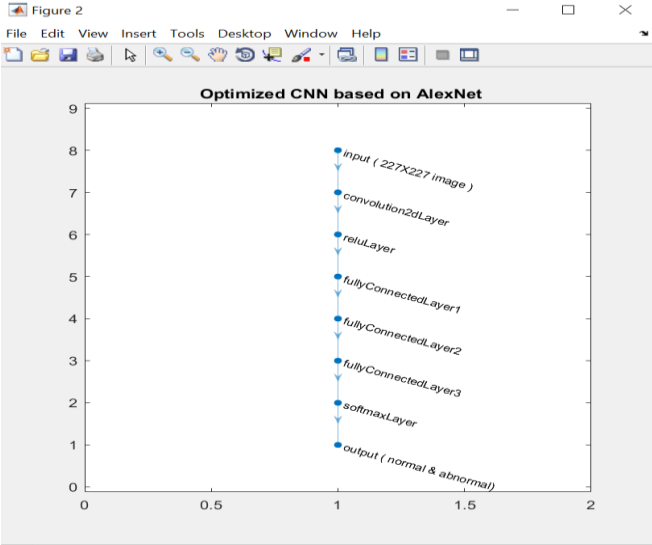 Figure 2
File Edit View Insert Tools Desktop Window Help
Optimized CNN based on AlexNet
9
8
7
6
5
4
3
2
1
0
input ( 227X227 image )
convolution2dLayer
reluLayer
fullyConnectedLayer1
fullyConnectedLayer2
fullyConnectedLayer3
softmaxLayer
output ( normal & abnormal)
0 0.5 1 1.5 2